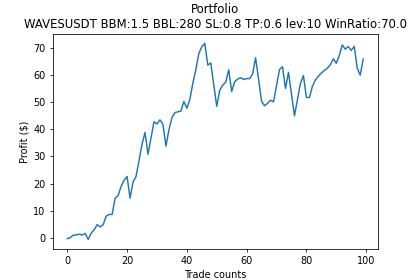 Portfolio
WAVESUSDT BBM:1.5 BBL:280 SL:0.8 TP:0.6 lev:10 WinRatio:70.0
70
60
50
40
30
20
10
0
Profit ($)
0 20 40 60 80 100
Trade counts